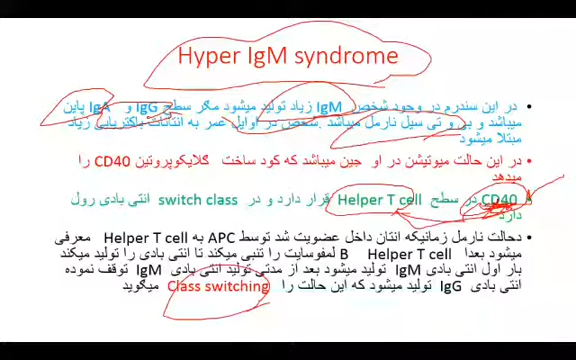 Hyper IgM syndrome
در این سندرم در وجود شخص IgM زیاد تولید میشود مگر سطح IgG و IgA پاین
میباشد و بی و تی سیل نارمل میباشد .شخص در اوایل عمر به انتانات باکتریایی زیاد
مبتلا میشود
در این حالت میوتیشن در او جین میباشد که کود ساخت گلایکوپروتین CD40 را
میدهد
CD40 در سطح Helper T cell قرار دارد و در switch class انتی بادی رول
دارد
دحالت نارمل زمانیکه انتان داخل عضویت شد توسط APC به Helper T cell معرفی
میشود بعدا Helper T cell B لمفوسایت را تنبی میکند تا انتی بادی را تولید میکند
بار اول انتی بادی IgM تولید میشود بعد از مدتی تولید انتی بادی IgM توقف نموده
انتی بادی IgG تولید میشود که این حالت را Class switching میگوید